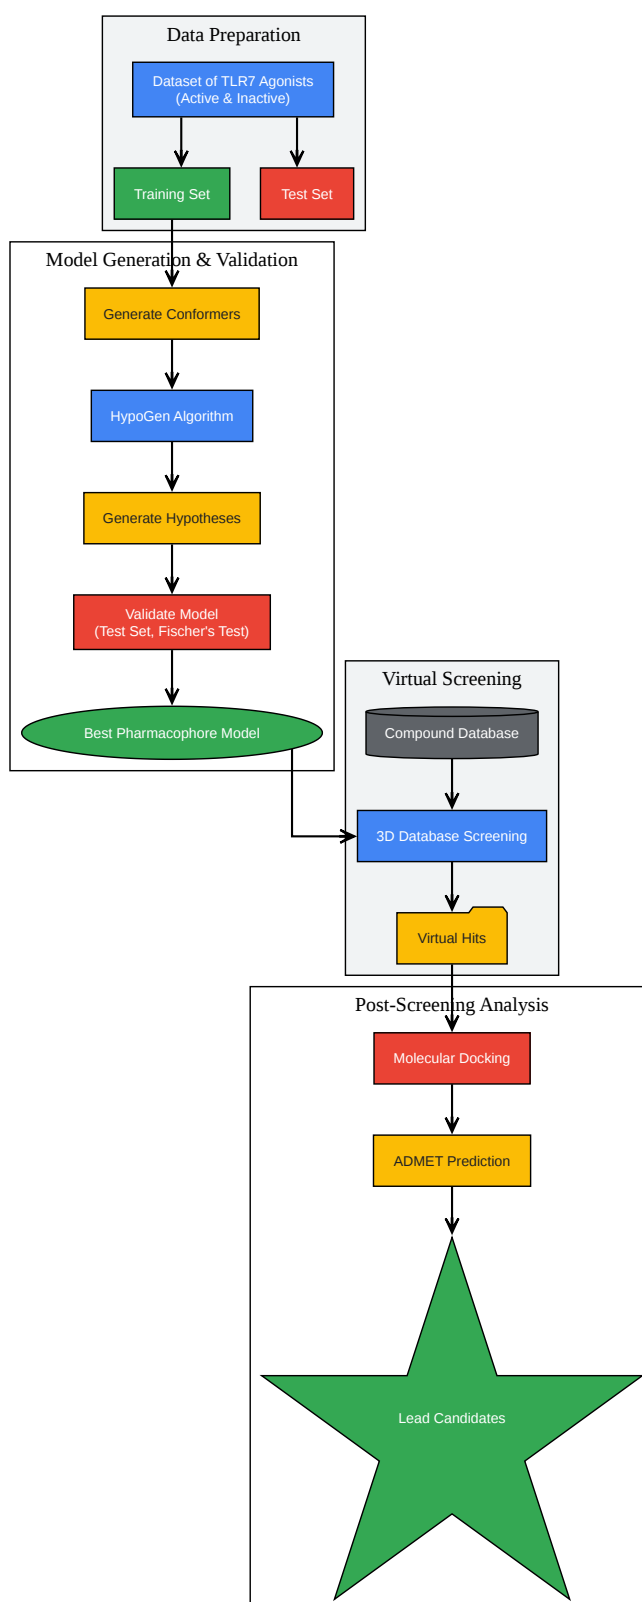 Data Preparation
Dataset of TLR7 Agonists
(Active & Inactive)
Training Set
Test Set
Model Generation & Validation
Generate Conformers
HypoGen Algorithm
Generate Hypotheses
Validate Model
(Test Set, Fischer's Test)
Best Pharmacophore Model
Virtual Screening
Compound Database
3D Database Screening
Virtual Hits
Post-Screening Analysis
Molecular Docking
ADMET Prediction
Lead Candidates